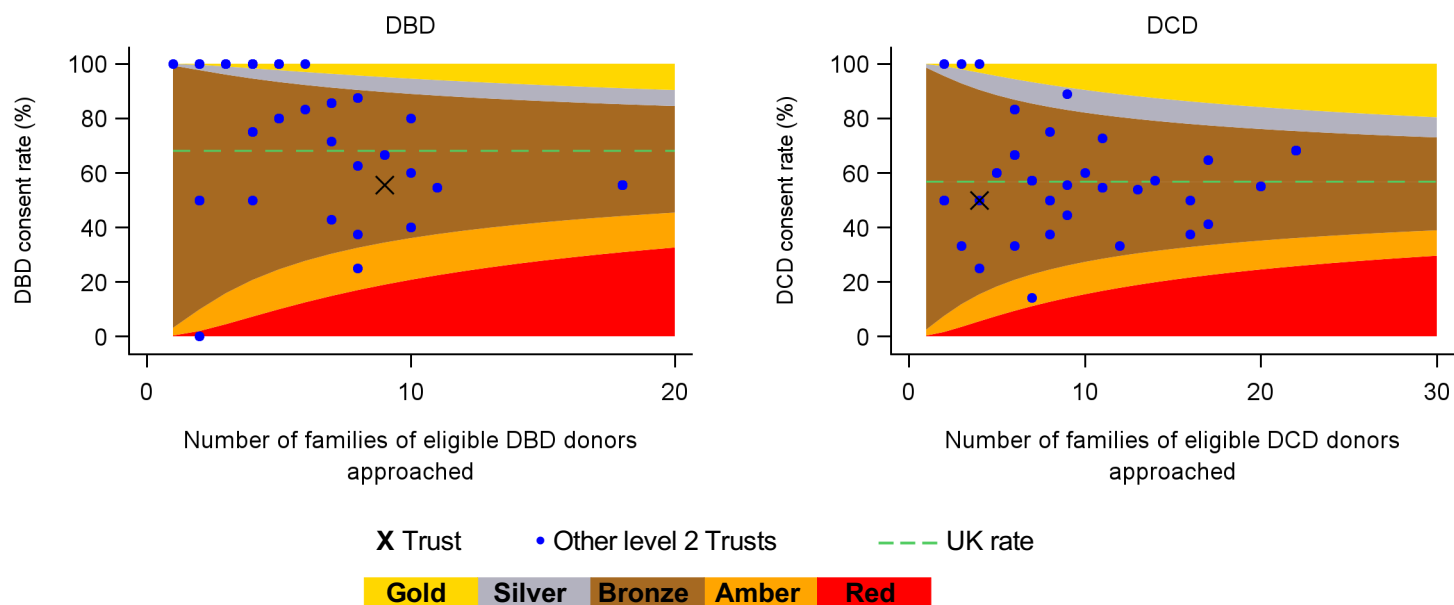 DBD
DCD
DBD consent rate (%)
100
80
60
40
20
0
0
10
20
Number of families of eligible DBD donors
approached
DCD consent rate (%)
100
80
60
40
20
0
0
10
20
30
Number of families of eligible DCD donors
approached
X Trust
Other level 2 Trusts
UK rate
Gold
Silver
Bronze
Amber
Red